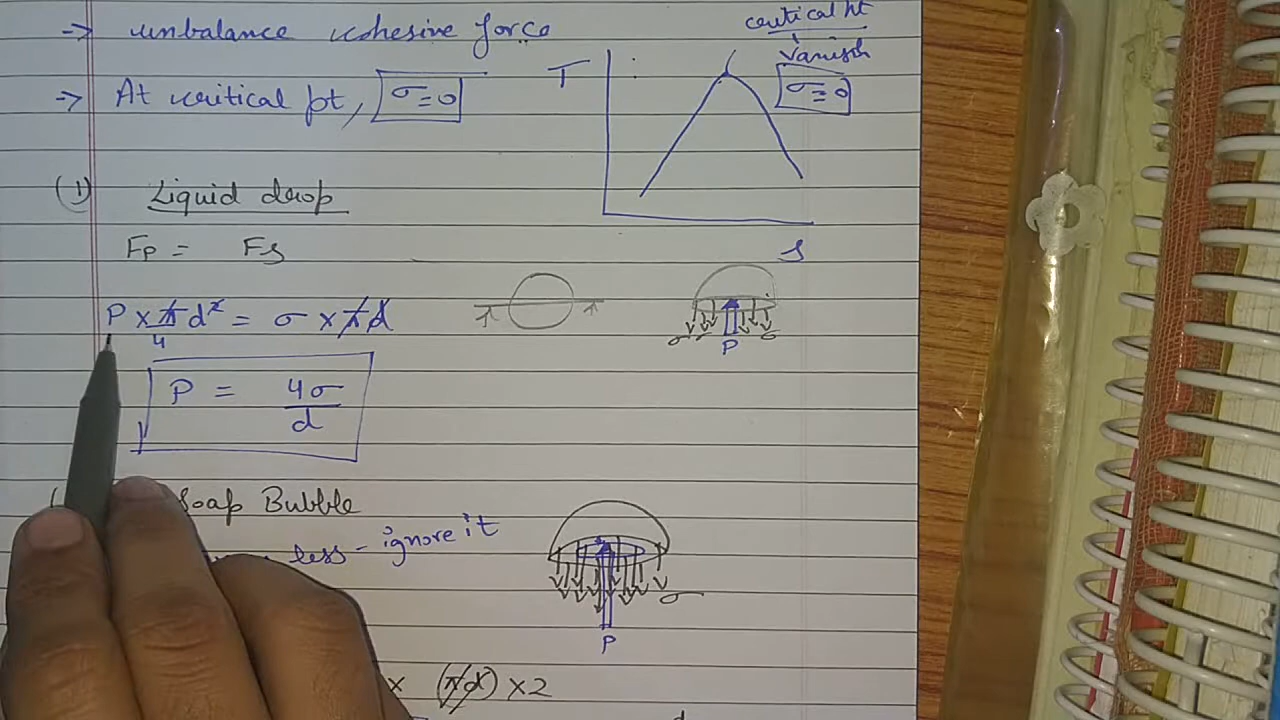 → unbalance cohesive force
→ At critical pt, σ=0
critical pt
Vanish
σ=0
T
s
(1) Liquid drop
Fp = Fs
P × π/4 d² = σ × πd
σ P σ
P = 4σ/d
Soap Bubble
less - ignore it
σ
P
× (πd) × 2
d